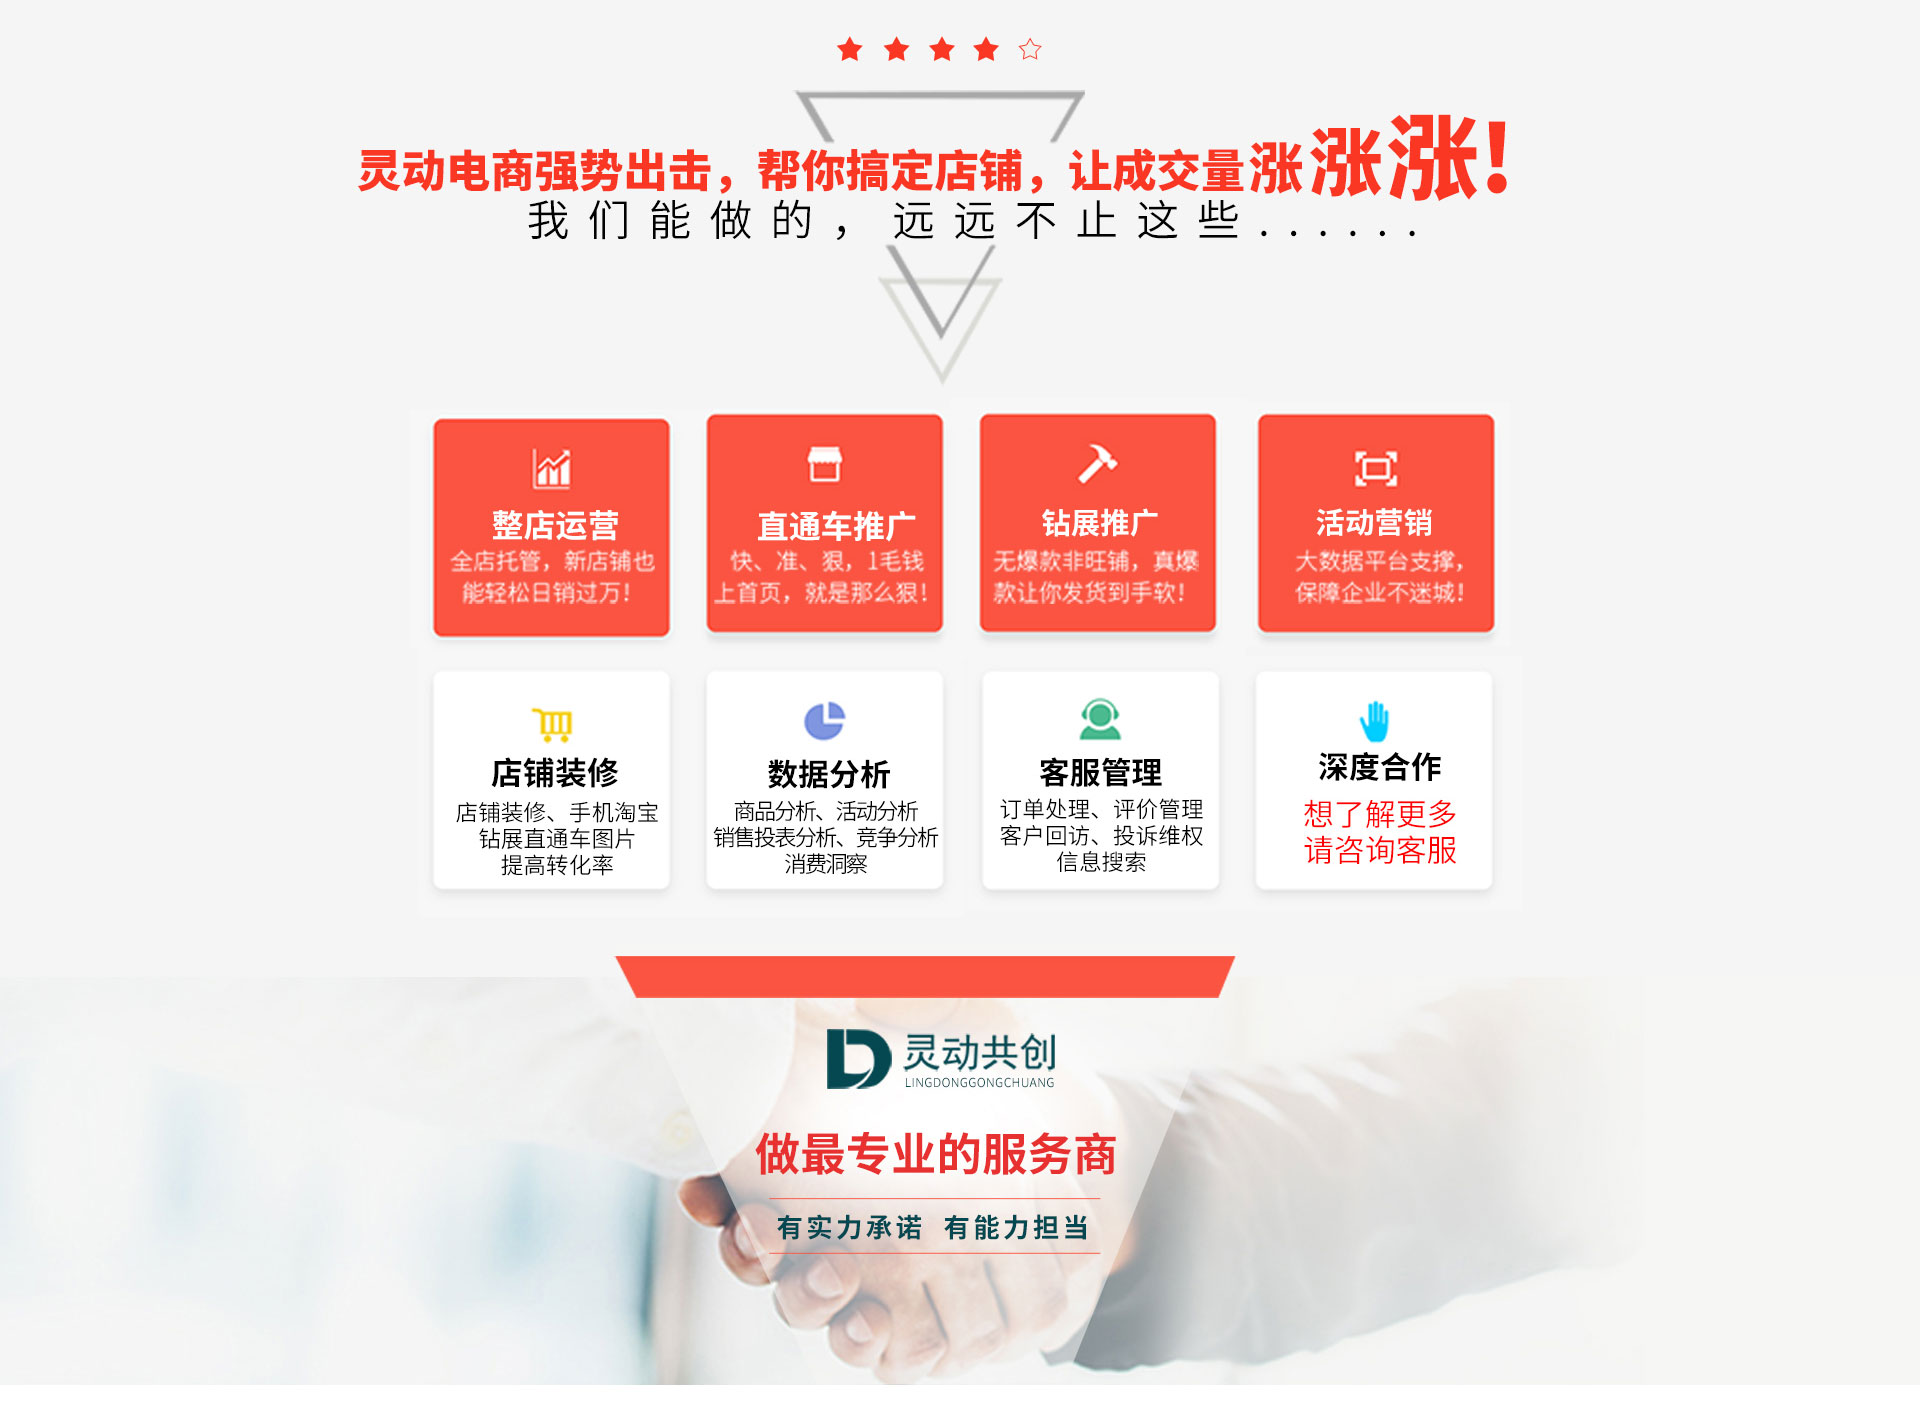 灵动电商强势出击，帮你搞定店铺，让成交量涨涨涨！
我们能做的，远远不止这些......
整店运营
全店托管，新店铺也
能轻松日销过万！
直通车推广
快、准、狠，1毛钱
上首页，就是那么狠！
钻展推广
无爆款非旺铺，真爆
款让你发货到手软！
活动营销
大数据平台支撑，
保障企业不迷城！
店铺装修
店铺装修、手机淘宝
钻展直通车图片
提高转化率
数据分析
商品分析、活动分析
销售投表分析、竞争分析
消费洞察
客服管理
订单处理、评价管理
客户回访、投诉维权
信息搜索
深度合作
想了解更多
请咨询客服
灵动共创
LINGDONGGONGCHUANG
做最专业的服务商
有实力承诺 有能力担当